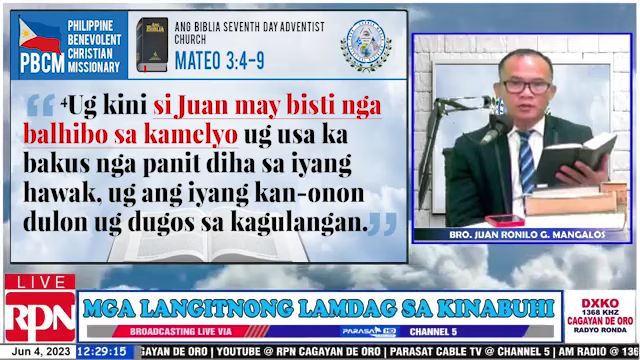 PHILIPPINE
BENEVOLENT
CHRISTIAN
MISSIONARY
PBCM
ANG BIBLIA SEVENTH DAY ADVENTIST
CHURCH
MATEO 3:4-9
“ 4Ug kini si Juan may bisti nga
balhibo sa kamelyo ug usa ka
bakus nga panit diha sa iyang
hawak, ug ang iyang kan-onon
dulon ug dugos sa kagulangan.”
BRO. JUAN RONILO G. MANGALOS
LIVE
RPN
MGA LANGITNONG LAMDAG SA KINABUHI
BROADCASTING LIVE VIA
PARASAT HD
CHANNEL 5
DXKO
1368 KHZ
CAGAYAN DE ORO
RADYO RONDA
Jun 4, 2023
12:29:15
GAYAN DE ORO | YOUTUBE @ RPN CAGAYAN DE ORO | PARASAT CABLE TV @ CHANNEL 5 | AM RADIO @ 13